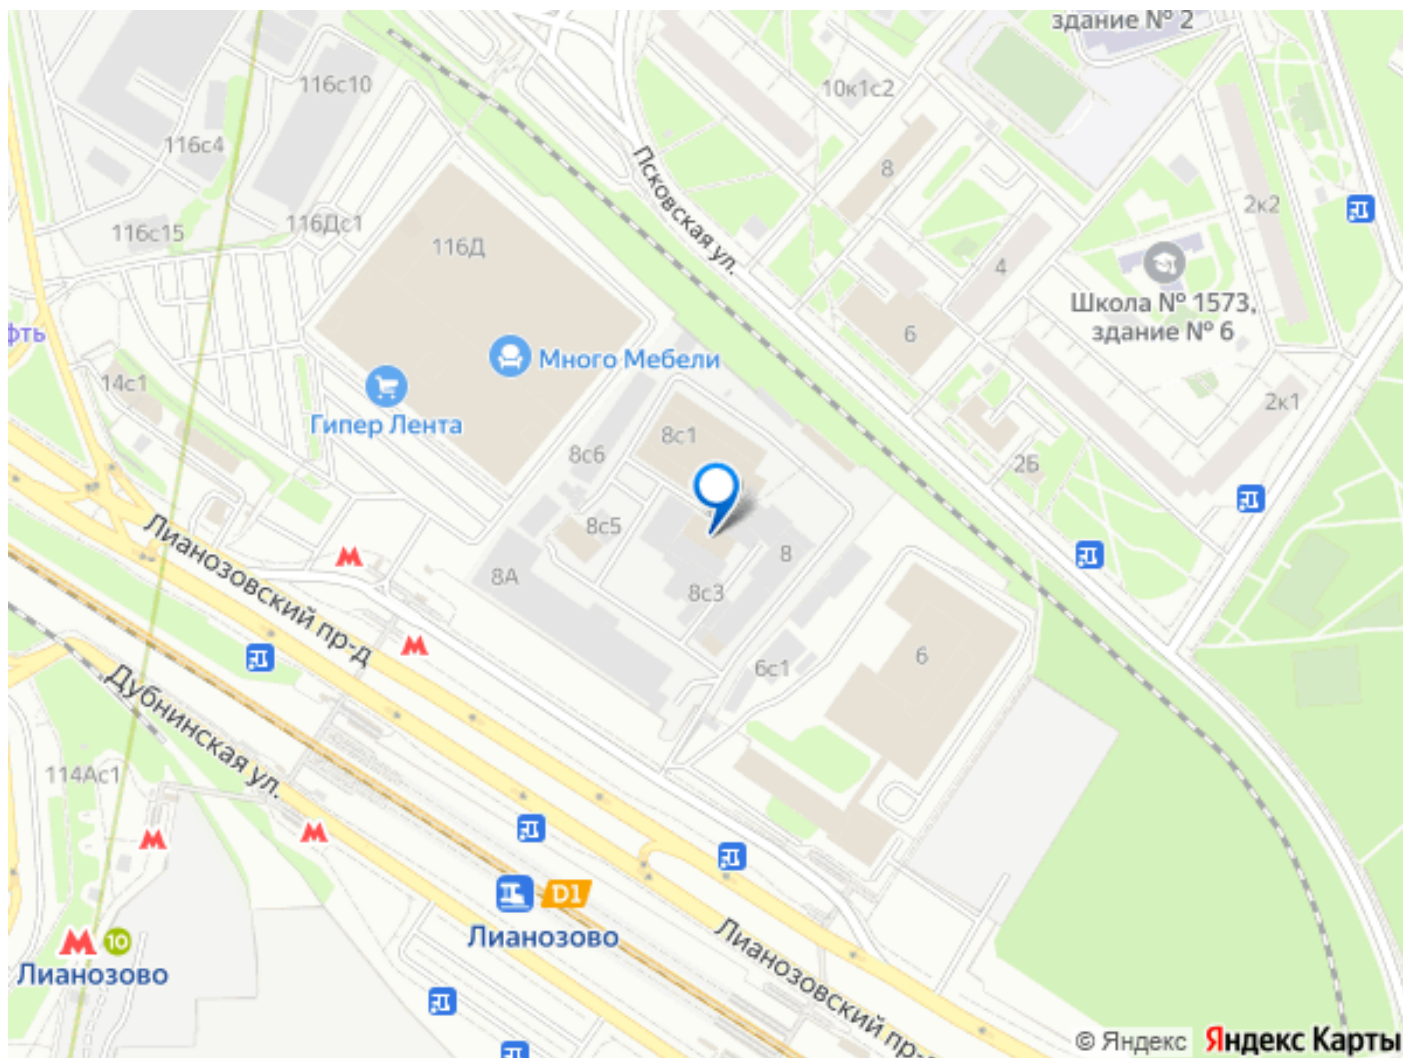 здание № 2
116с10
10к1с2
116с4
8
Псковская ул.
2к2
116с15
116Дс1
116Д
4
Школа № 1573,
здание № 6
фть
6
Много Мебели
14с1
Гипер Лента
2к1
8с1
8с6
2Б
8с5
Лианозовский пр-д
8
8А
8с3
6
6с1
Дубнинская ул.
114Ас1
D1
Лианозово
10
Лианозово
Лианозовский пр-д
© Яндекс Яндекс Карты